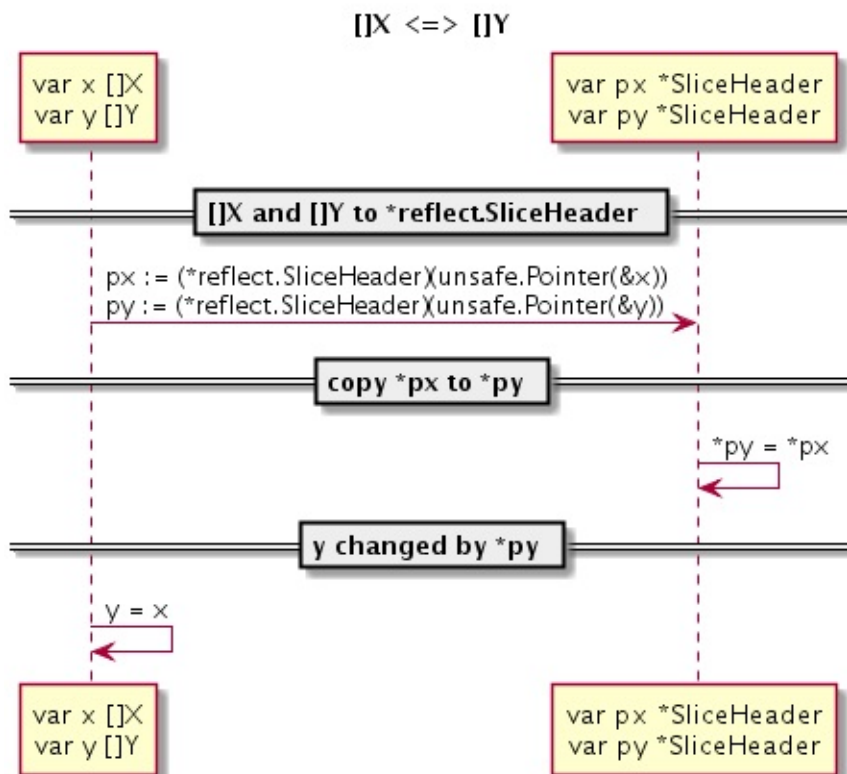 []X <=> []Y
var x []X
var y []Y
var px *SliceHeader
var py *SliceHeader
[]X and []Y to *reflect.SliceHeader
px := (*reflect.SliceHeader)(unsafe.Pointer(&x))
py := (*reflect.SliceHeader)(unsafe.Pointer(&y))
copy *px to *py
*py = *px
y changed by *py
y = x
var x []X
var y []Y
var px *SliceHeader
var py *SliceHeader